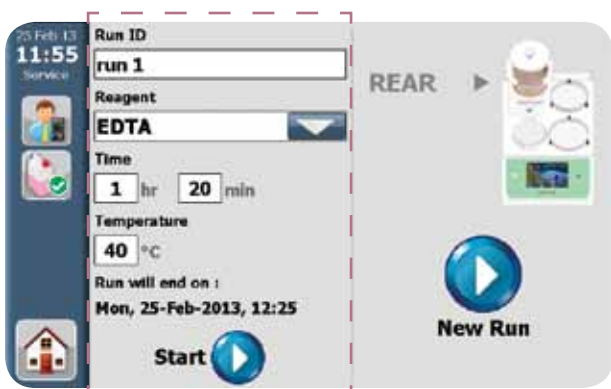 25 Feb 13
11:55
Service
Run ID
run 1
Reagent
EDTA
Time
1 hr 20 min
Temperature
40 °C
Run will end on :
Mon, 25-Feb-2013, 12:25
Start
REAR
New Run